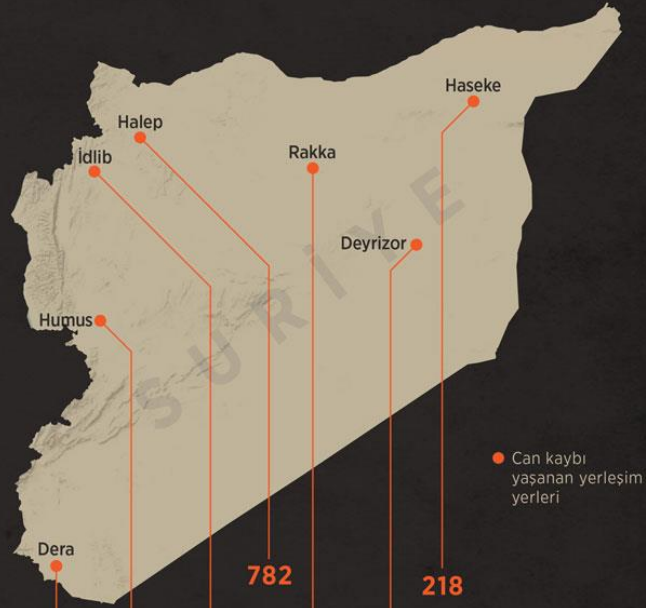 Haseke
Halep
İdlib
Rakka
Deyrizor
Humus
SURİYE
Can kaybı
yaşanan yerleşim
yerleri
Dera
782
218